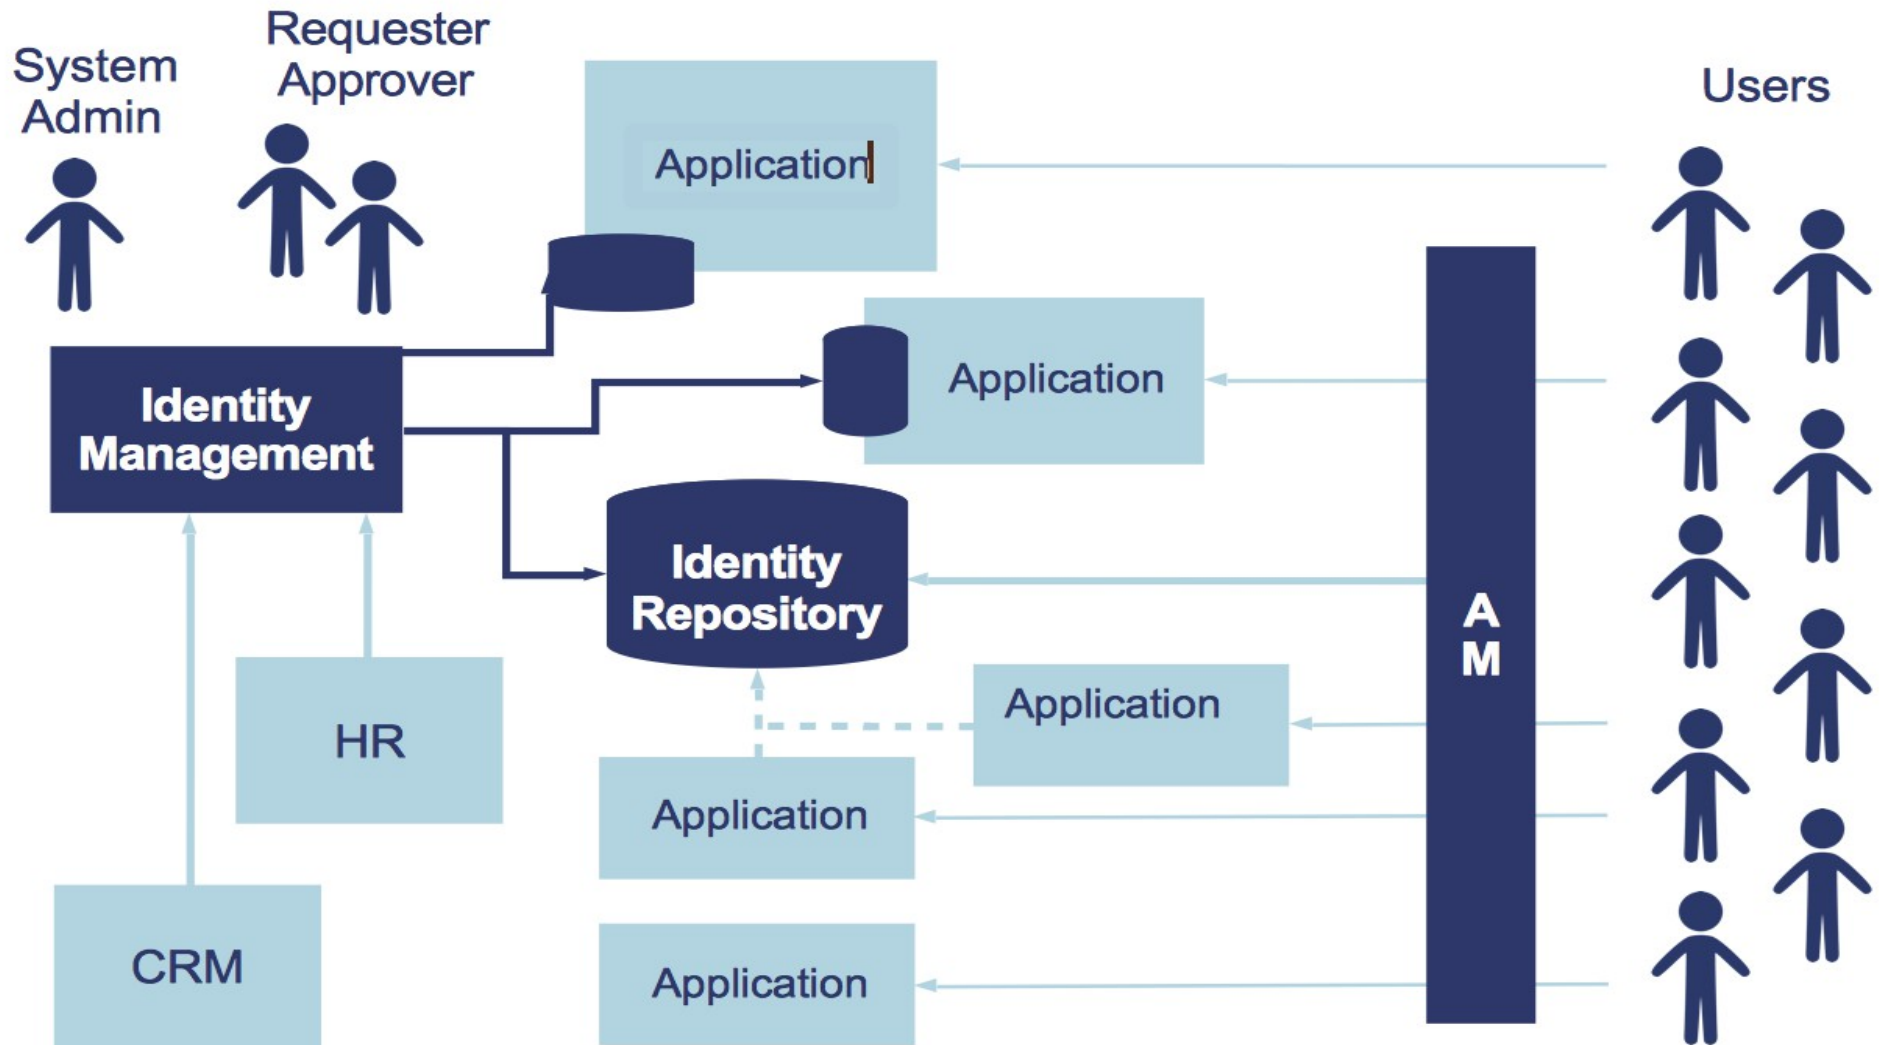 System
Admin
Requester
Approver
Users
Application
Application
Identity
Management
Identity
Repository
A
M
Application
HR
Application
CRM
Application